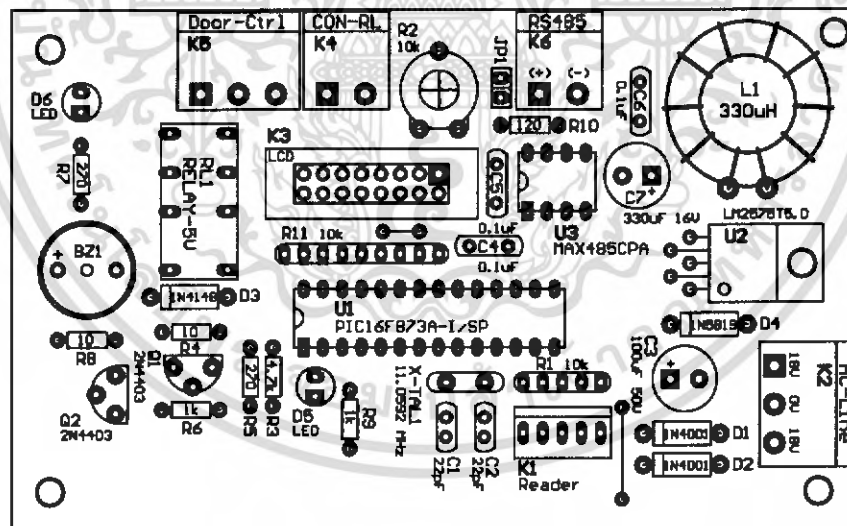 Door-Ctrl
K5
CON-RL
K4
R2
10k
JP1
RS485
K6
(+) (-)
0.1uF
C6
L1
330uH
D6
LED
R7
220
RL1
RELAY-5V
K3
LCD
120
R10
C5
0.1uF
C7
+
330uF 16V
U3
MAX485CPA
LM2575T5.0
U2
+
BZ1
R11 10k
C4
0.1uF
1N4148
D3
U1
PIC16F873A-I/SP
1N5819
D4
10
R8
10
R4
Q1
2N4403
Q2
2N4403
1k
R6
220
R5
4.7k
R3
D5
LED
1k
R9
X-TAL1
11.0592 MHz
C1
22pF
C2
22pF
R1 10k
K1
Reader
C3
100uF 50V
+
1N4001
D1
1N4001
D2
18V
0V
18V
K2
AC-Line